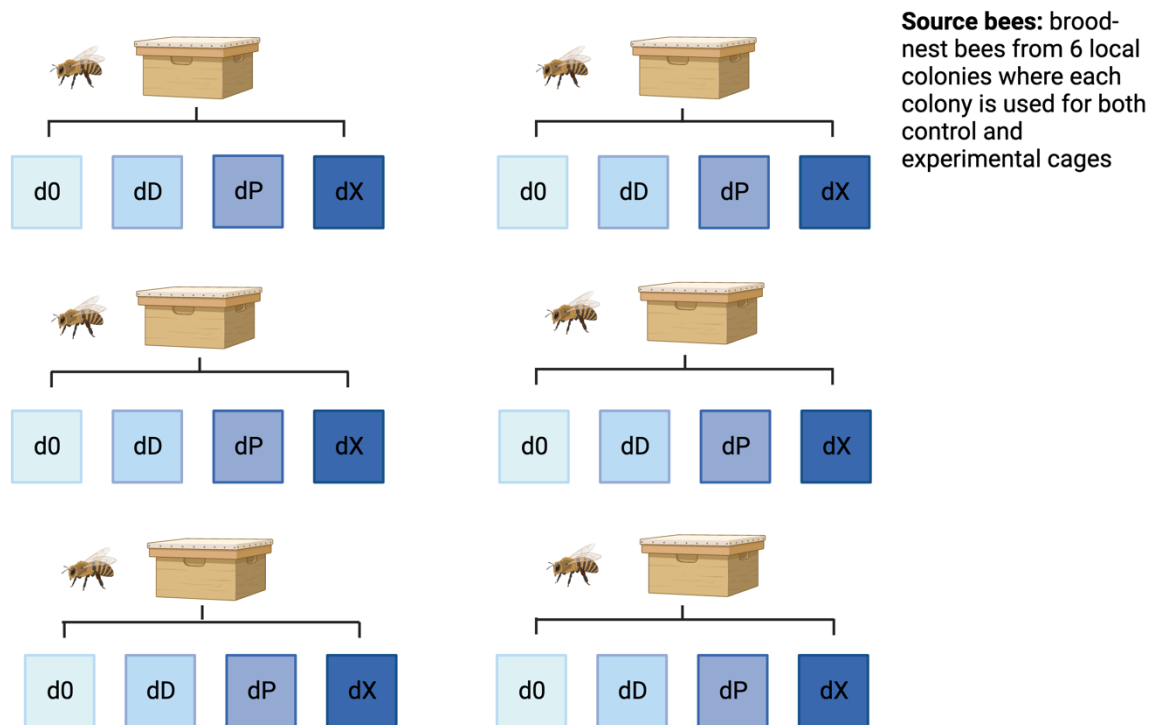 Source bees: brood-
nest bees from 6 local
colonies where each
colony is used for both
control and
experimental cages
d0 dD dP dX
d0 dD dP dX
d0 dD dP dX
d0 dD dP dX
d0 dD dP dX
d0 dD dP dX